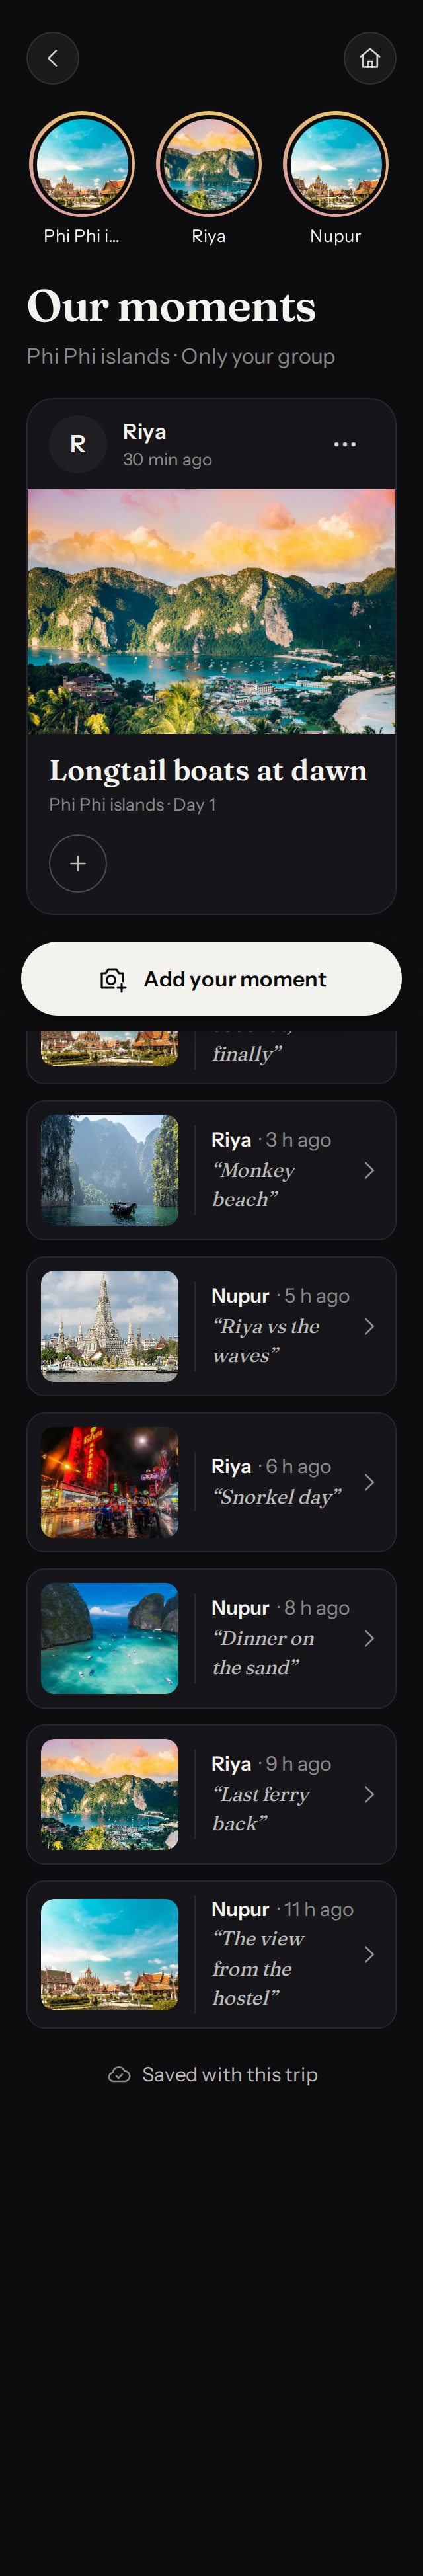 Phi Phi i...
Riya
Nupur
Our moments
Phi Phi islands · Only your group
R
Riya
30 min ago
Longtail boats at dawn
Phi Phi islands · Day 1
Add your moment
finally”
Riya · 3 h ago
“Monkey
beach”
Nupur · 5 h ago
“Riya vs the
waves”
Riya · 6 h ago
“Snorkel day”
Nupur · 8 h ago
“Dinner on
the sand”
Riya · 9 h ago
“Last ferry
back”
Nupur · 11 h ago
“The view
from the
hostel”
Saved with this trip